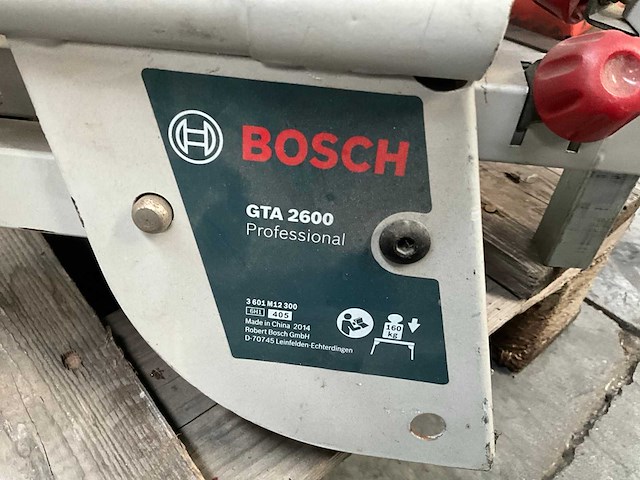 BOSCH
GTA 2600
Professional
3 601 M12 300
6H1 405
Made in China 2014
Robert Bosch GmbH
D-70745 Leinfelden-Echterdingen
160
kg